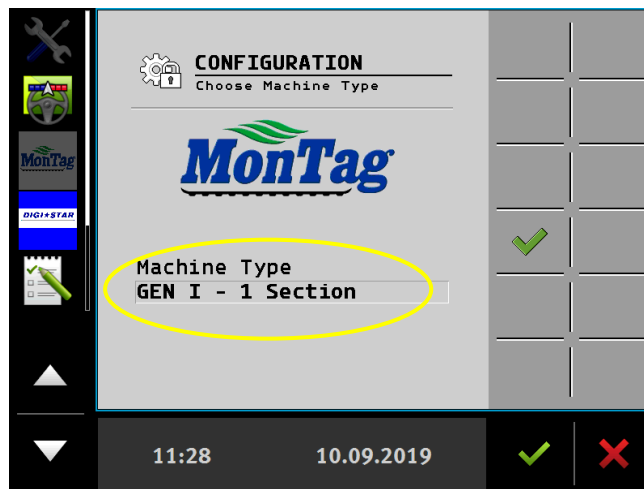 CONFIGURATION
Choose Machine Type
MonTag
MonTag
DIGI★STAR
Machine Type
GEN I - 1 Section
11:28 10.09.2019